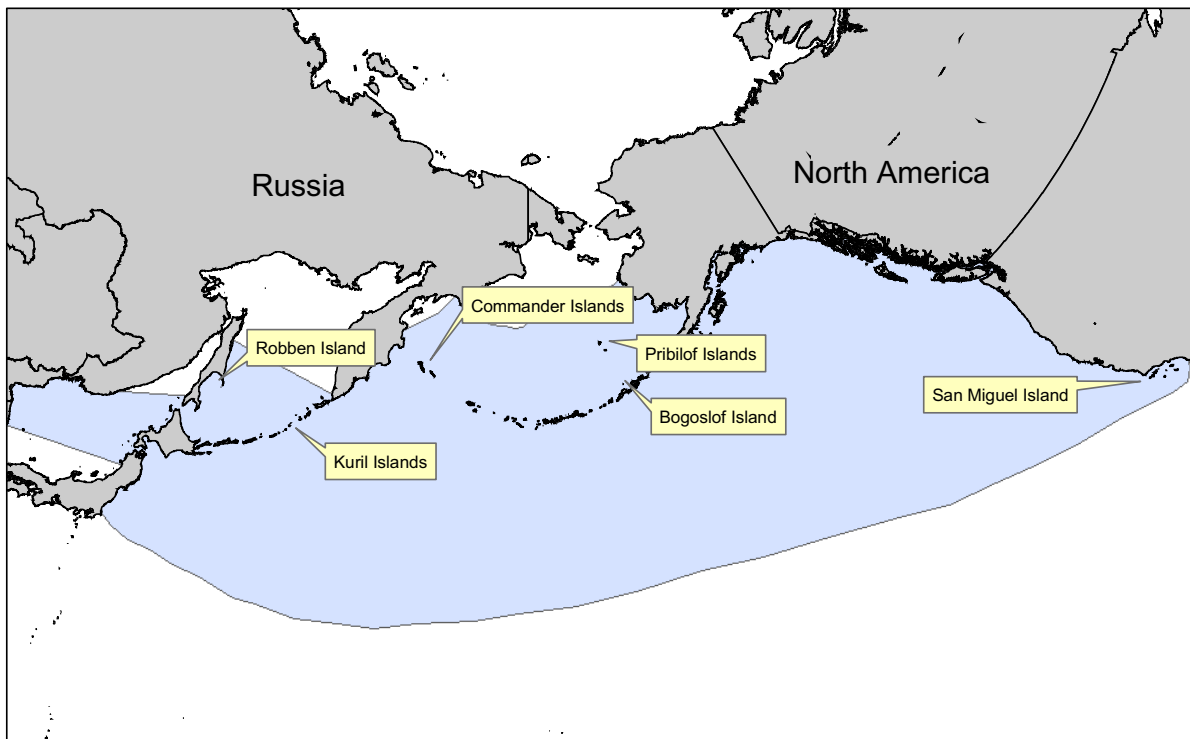 Russia
North America
Commander Islands
Robben Island
Pribilof Islands
San Miguel Island
Bogoslof Island
Kuril Islands